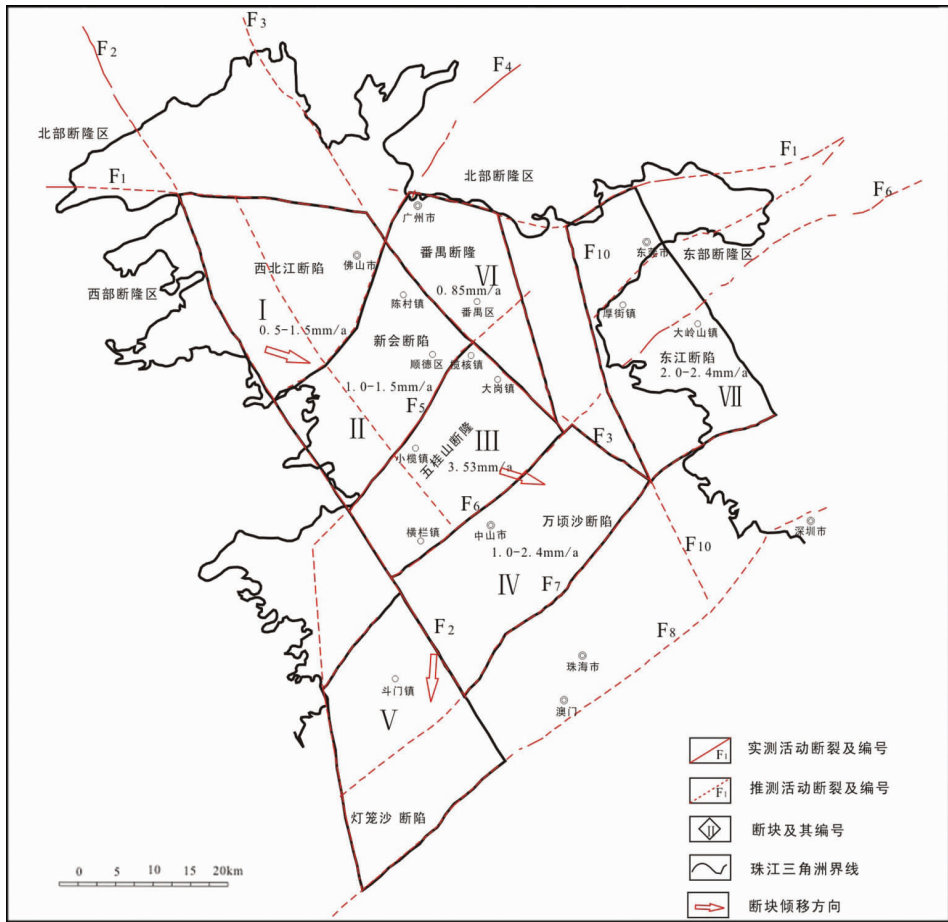 F3
F2
F4
北部断隆区
F1
F6
F1
北部断隆区
广州市
F10
东莞市
东部断隆区
番禺断隆
西北江断陷
佛山市
VI
西部断隆区
I
0.85mm/a
陈村镇
番禺区
厚街镇
大岭山镇
0.5-1.5mm/a
新会断陷
顺德区
榄核镇
东江断陷
2.0-2.4mm/a
大岗镇
1.0-1.5mm/a
F5
VII
II
III
F3
五桂山断隆
小榄镇
3.53mm/a
F6
万顷沙断陷
横栏镇
中山市
深圳市
1.0-2.4mm/a
F10
IV
F7
F2
F8
珠海市
斗门镇
澳门
V
F1
实测活动断裂及编号
F1
推测活动断裂及编号
灯笼沙 断陷
II
断块及其编号
珠江三角洲界线
0 5 10 15 20km
断块倾移方向